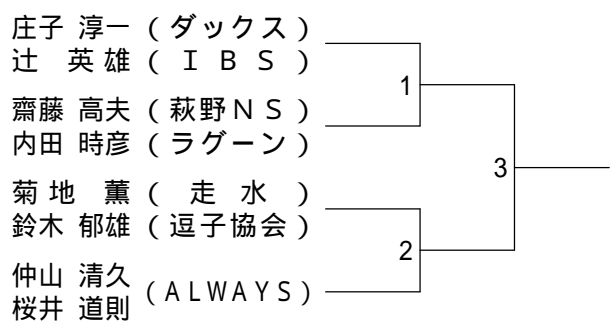 庄子 淳一 (ダックス)
辻 英雄 (ＩＢＳ)
1
齋藤 高夫 (萩野ＮＳ)
内田 時彦 (ラグーン)
3
菊地 薫 (走水)
鈴木 郁雄 (逗子協会)
2
仲山 清久
桜井 道則
(ＡＬＷＡＹＳ)